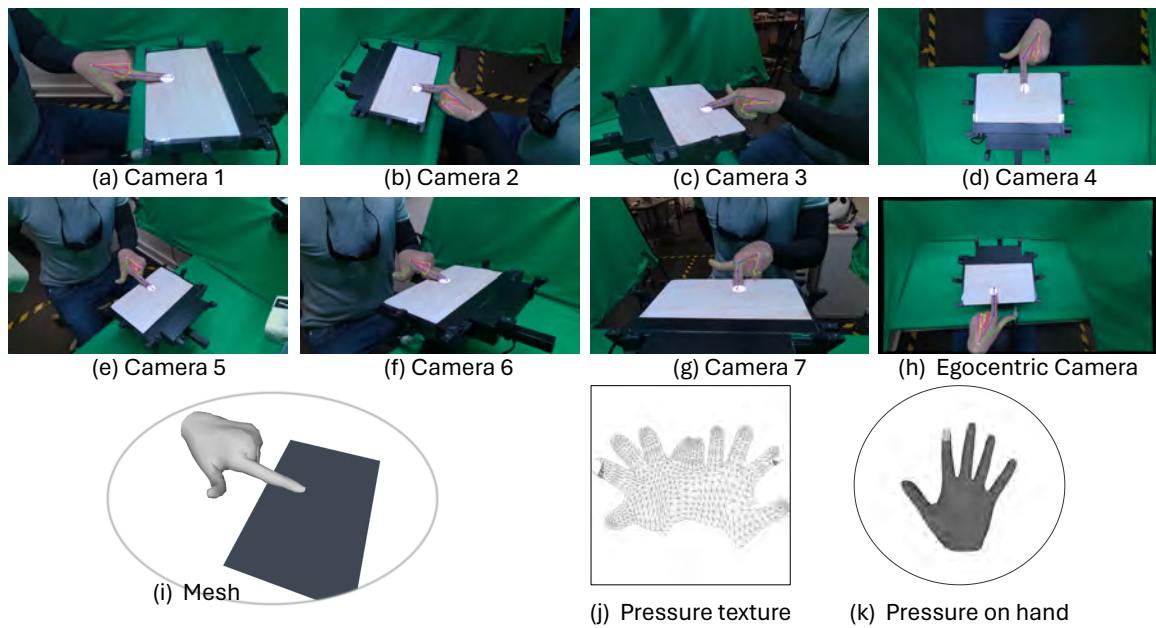 (a) Camera 1
(b) Camera 2
(c) Camera 3
(d) Camera 4
(e) Camera 5
(f) Camera 6
(g) Camera 7
(h) Egocentric Camera
(i) Mesh
(j) Pressure texture
(k) Pressure on hand